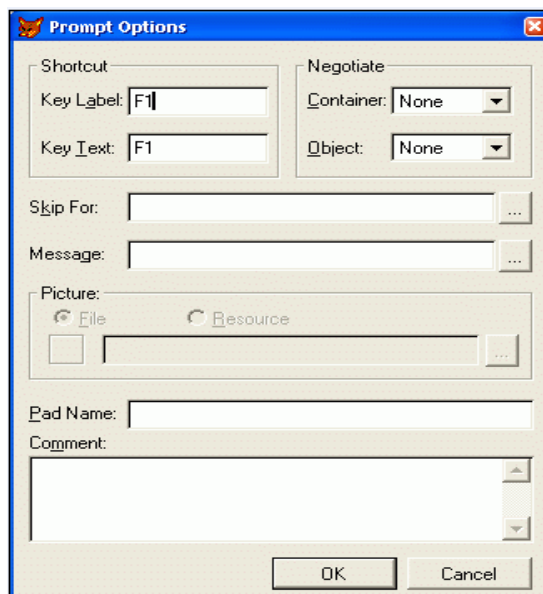 Prompt Options
Shortcut
Key Label: F1
Key Text: F1
Negotiate
Container: None
Object: None
Skip For:
...
Message:
...
Picture:
File Resource
...
Pad Name:
Comment:
OK Cancel